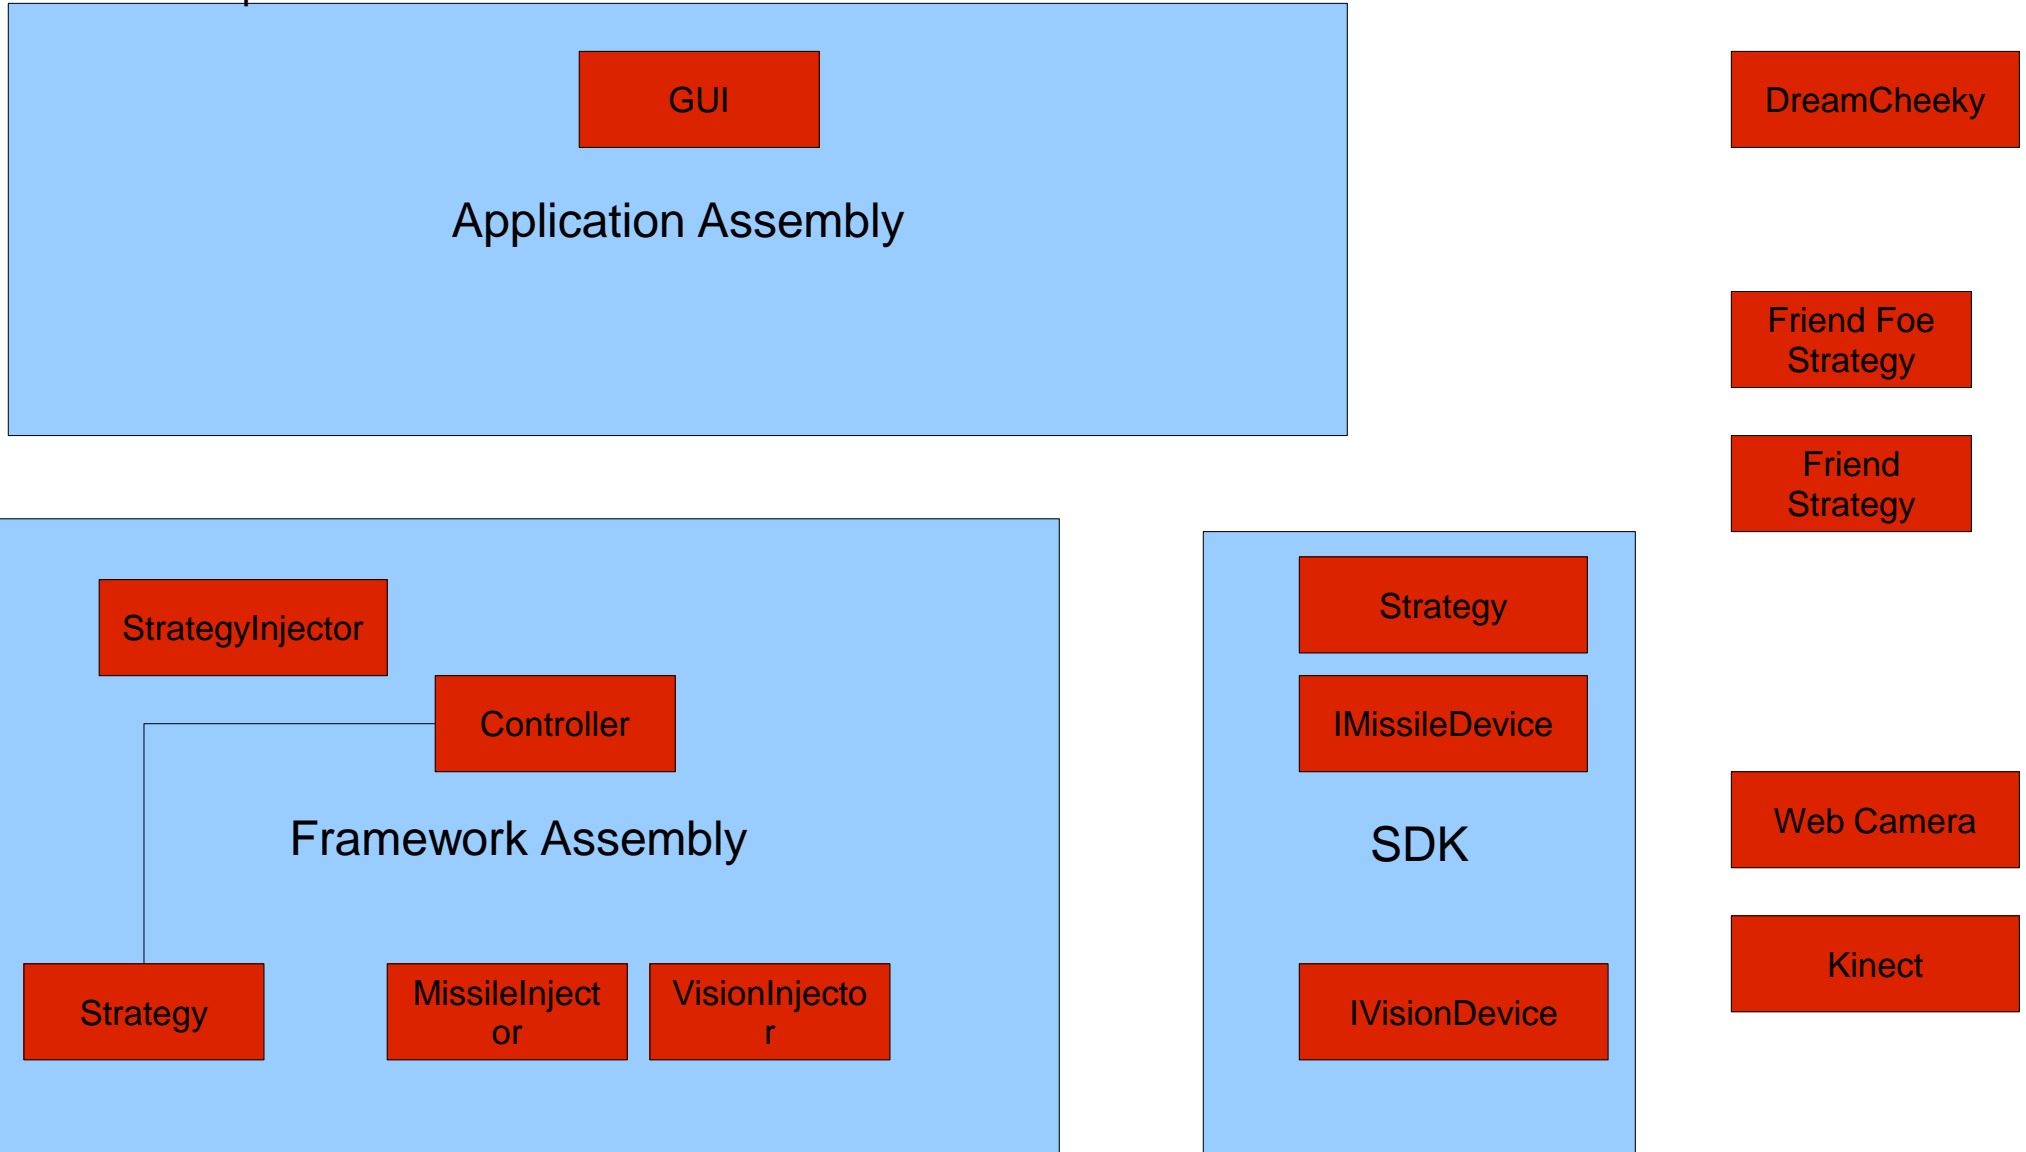 GUI
Application Assembly
DreamCheeky
Friend Foe
Strategy
Friend
Strategy
StrategyInjector
Controller
Framework Assembly
Strategy
MissileInject
or
VisionInjecto
r
Strategy
IMissileDevice
SDK
IVisionDevice
Web Camera
Kinect